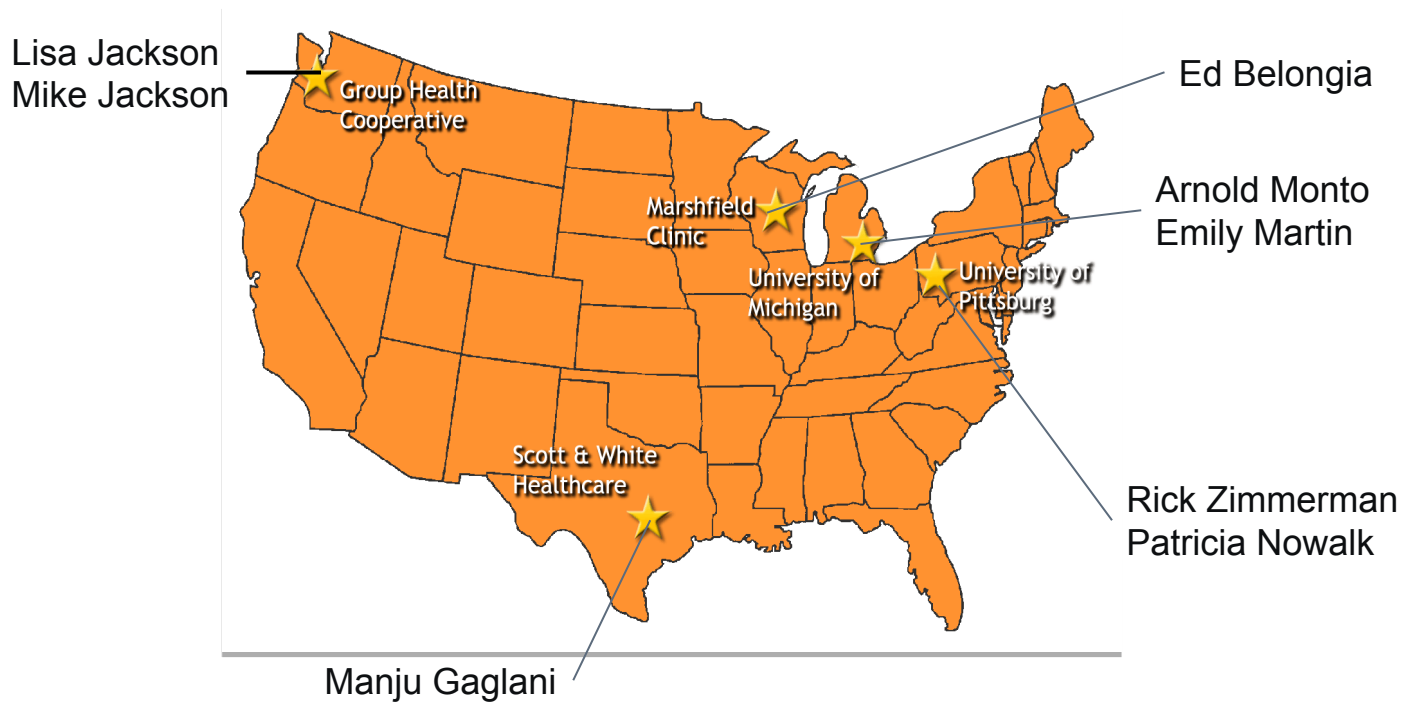 Lisa Jackson
Mike Jackson
Group Health
Cooperative
Ed Belongia
Marshfield
Clinic
Arnold Monto
Emily Martin
University of
Michigan
University of
Pittsburg
Scott & White
Healthcare
Rick Zimmerman
Patricia Nowalk
Manju Gaglani